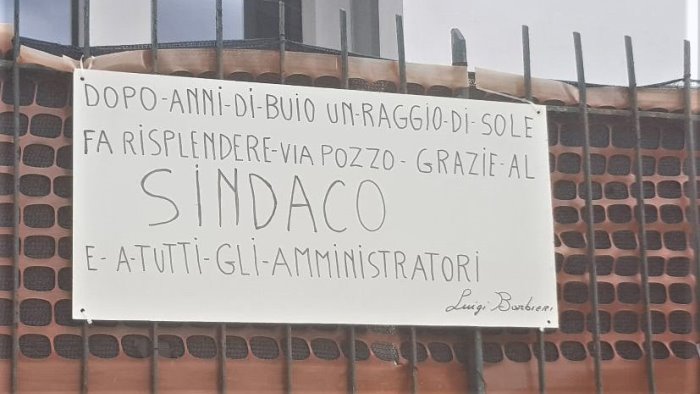 DOPO-ANNI-DI-BUIO UN-RAGGIO-DI-SOLE
FA RISPLENDERE-VIA POZZO- GRAZIE-AL
SINDACO
E-A-TUTTI-GLI-AMMINISTRATORI
Luigi Barbieri